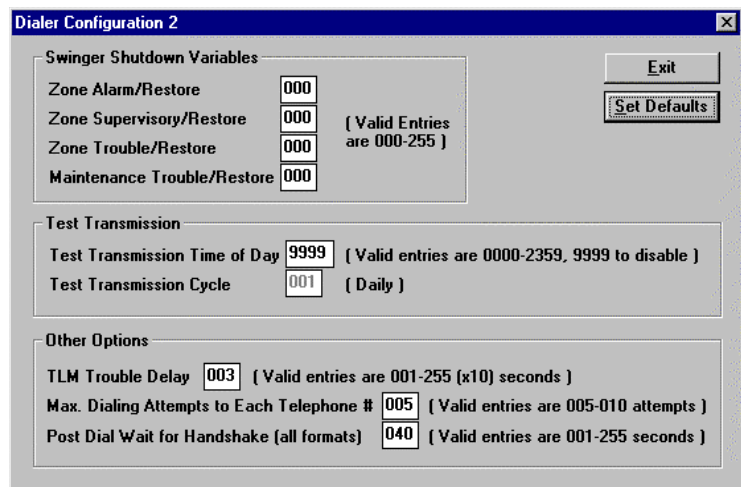 Dialer Configuration 2
Swinger Shutdown Variables
Zone Alarm/Restore 000
Zone Supervisory/Restore 000
Zone Trouble/Restore 000
Maintenance Trouble/Restore 000
( Valid Entries
are 000-255 )
Exit
Set Defaults
Test Transmission
Test Transmission Time of Day 9999 ( Valid entries are 0000-2359, 9999 to disable )
Test Transmission Cycle 001 ( Daily )
Other Options
TLM Trouble Delay 003 ( Valid entries are 001-255 (x10) seconds )
Max. Dialing Attempts to Each Telephone # 005 ( Valid entries are 005-010 attempts )
Post Dial Wait for Handshake (all formats) 040 ( Valid entries are 001-255 seconds )